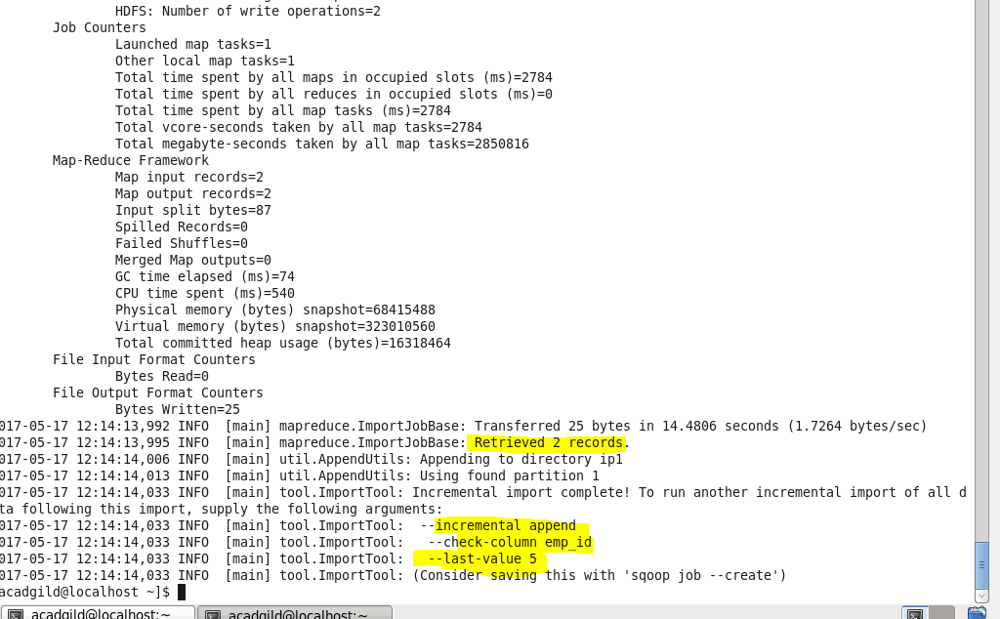 HDFS: Number of write operations=2
Job Counters
Launched map tasks=1
Other local map tasks=1
Total time spent by all maps in occupied slots (ms)=2784
Total time spent by all reduces in occupied slots (ms)=0
Total time spent by all map tasks (ms)=2784
Total vcore-seconds taken by all map tasks=2784
Total megabyte-seconds taken by all map tasks=2850816
Map-Reduce Framework
Map input records=2
Map output records=2
Input split bytes=87
Spilled Records=0
Failed Shuffles=0
Merged Map outputs=0
GC time elapsed (ms)=74
CPU time spent (ms)=540
Physical memory (bytes) snapshot=68415488
Virtual memory (bytes) snapshot=323010560
Total committed heap usage (bytes)=16318464
File Input Format Counters
Bytes Read=0
File Output Format Counters
Bytes Written=25
017-05-17 12:14:13,992 INFO  [main] mapreduce.ImportJobBase: Transferred 25 bytes in 14.4806 seconds (1.7264 bytes/sec)
017-05-17 12:14:13,995 INFO  [main] mapreduce.ImportJobBase: Retrieved 2 records.
017-05-17 12:14:14,006 INFO  [main] util.AppendUtils: Appending to directory ip1
017-05-17 12:14:14,013 INFO  [main] util.AppendUtils: Using found partition 1
017-05-17 12:14:14,033 INFO  [main] tool.ImportTool: Incremental import complete! To run another incremental import of all d
ta following this import, supply the following arguments:
017-05-17 12:14:14,033 INFO  [main] tool.ImportTool:  --incremental append
017-05-17 12:14:14,033 INFO  [main] tool.ImportTool:   --check-column emp_id
017-05-17 12:14:14,033 INFO  [main] tool.ImportTool:   --last-value 5
017-05-17 12:14:14,033 INFO  [main] tool.ImportTool: (Consider saving this with 'sqoop job --create')
acadgild@localhost ~]$
acadgild@localhost:~ acadgild@localhost:~